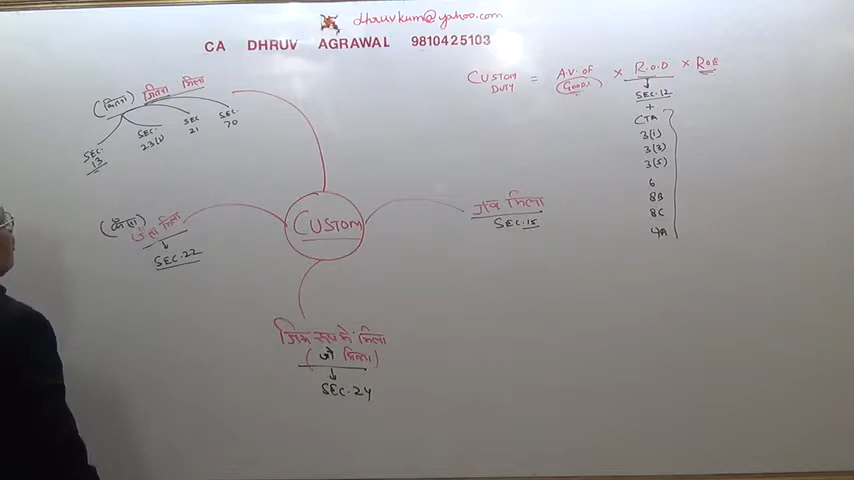 dhruvkum@yahoo.com
CA DHRUV AGRAWAL 9810425103
CUSTOM DUTY = A.V. OF GOODS × R.O.D × ROE
SEC.12
+
CTA
3(1)
3(3)
3(5)
6
8B
8C
9A
(कितना) जितना मिला
SEC. 13
SEC. 23(1)
SEC 21
SEC. 70
(कैसा)
जैसा मिला
SEC.22
CUSTOM
जब मिला
SEC.15
जिस रूप में मिला
(जो मिला)
SEC.24